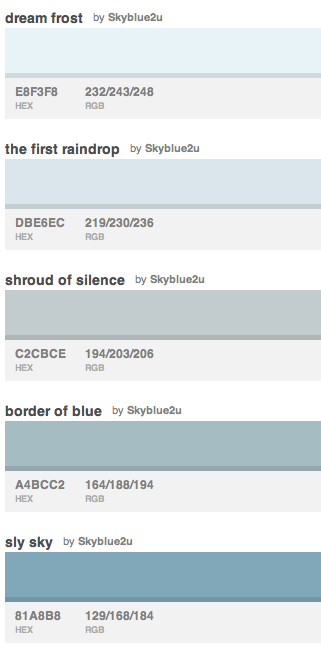 dream frost by Skyblue2u
E8F3F8 232/243/248
HEX RGB
the first raindrop by Skyblue2u
DBE6EC 219/230/236
HEX RGB
shroud of silence by Skyblue2u
C2CBCE 194/203/206
HEX RGB
border of blue by Skyblue2u
A4BCC2 164/188/194
HEX RGB
sly sky by Skyblue2u
81A8B8 129/168/184
HEX RGB